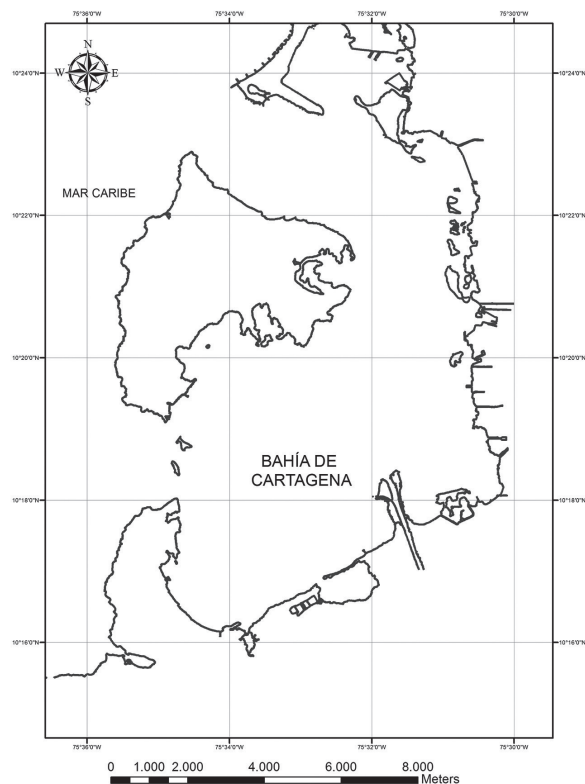 75°36'0"W 75°34'0"W 75°32'0"W 75°30'0"W
N
W E
S
10°24'0"N 10°24'0"N
MAR CARIBE
10°22'0"N 10°22'0"N
10°20'0"N 10°20'0"N
BAHÍA DE
CARTAGENA
10°18'0"N 10°18'0"N
10°16'0"N 10°16'0"N
75°36'0"W 75°34'0"W 75°32'0"W 75°30'0"W
0 1.000 2.000 4.000 6.000 8.000
Meters